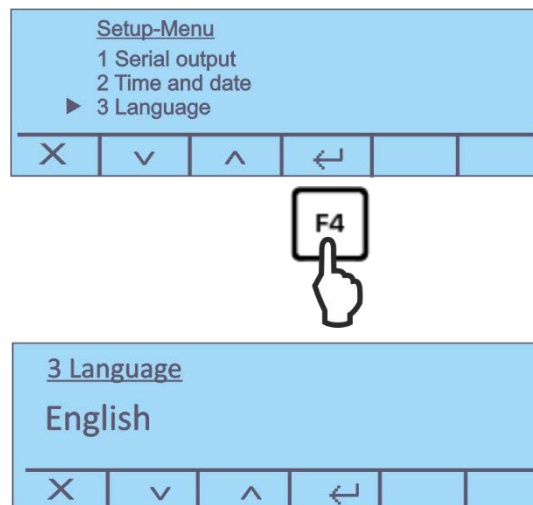 Setup-Menu
1 Serial output
2 Time and date
▶ 3 Language
X ∨ ∧ ↵
F4
3 Language
English
X ∨ ∧ ↵